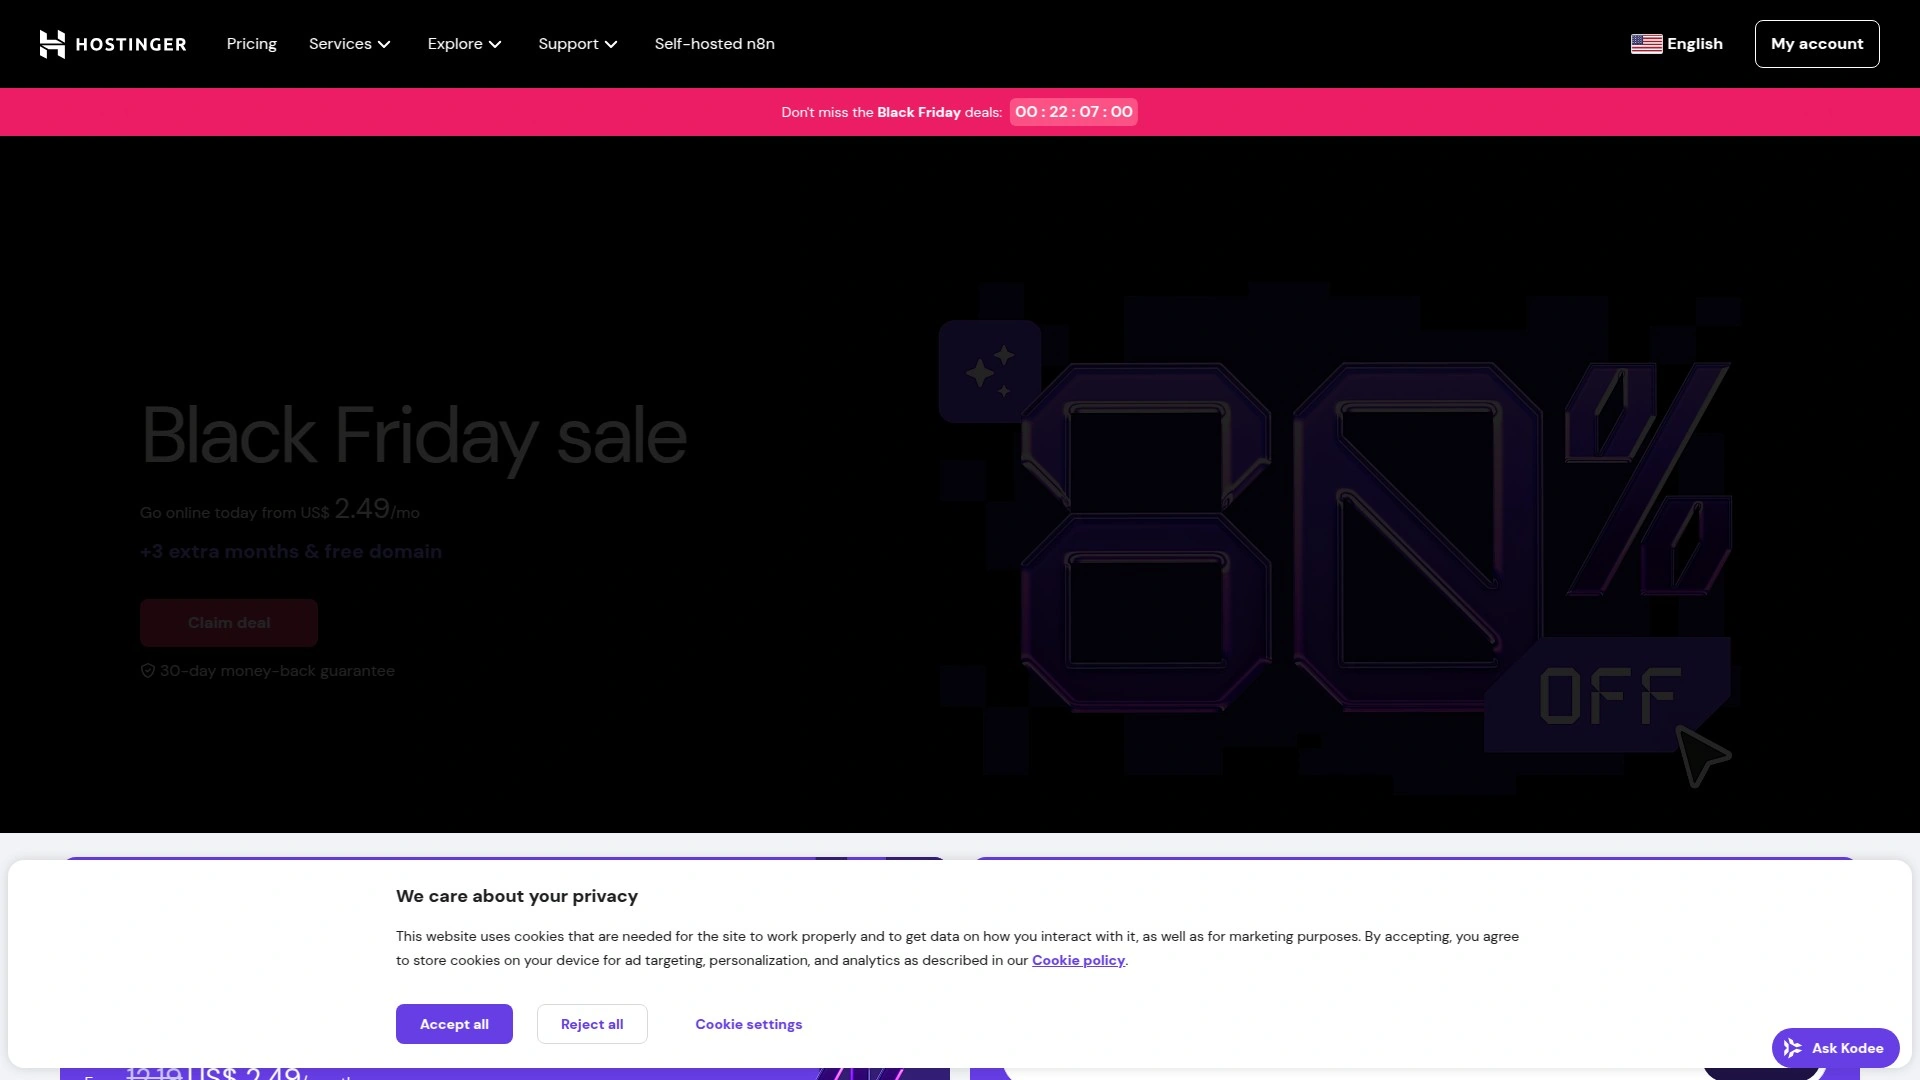 HOSTINGER
Pricing
Services
Explore
Support
Self-hosted n8n
English
My account
Don't miss the Black Friday deals: 00 : 22 : 07 : 00
Black Friday sale
Go online today from US$ 2.49/mo
+3 extra months & free domain
Claim deal
30-day money-back guarantee
80%
OFF
We care about your privacy
This website uses cookies that are needed for the site to work properly and to get data on how you interact with it, as well as for marketing purposes. By accepting, you agree
to store cookies on your device for ad targeting, personalization, and analytics as described in our Cookie policy.
Accept all
Reject all
Cookie settings
Ask Kodee
12.19 US$ 2.49/